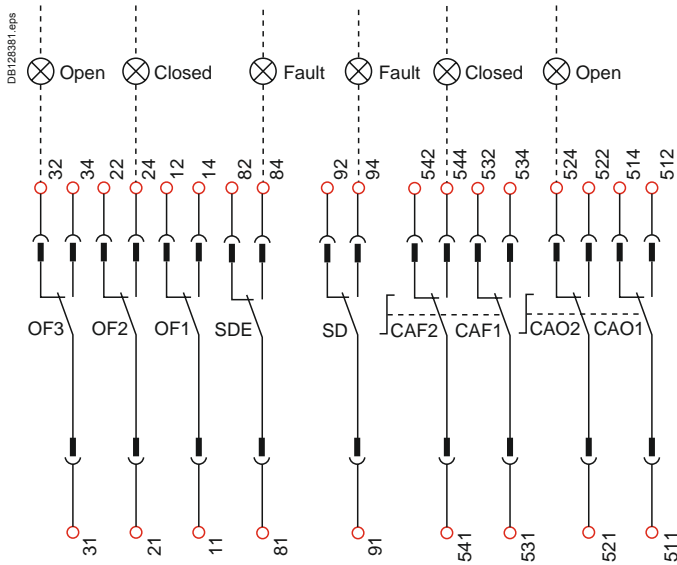 DB128381.eps
Open Closed Fault Fault Closed Open
32 34 22 24 12 14 82 84 92 94 542 544 532 534 524 522 514 512
OF3 OF2 OF1 SDE SD CAF2 CAF1 CAO2 CAO1
31 21 11 81 91 541 531 521 511